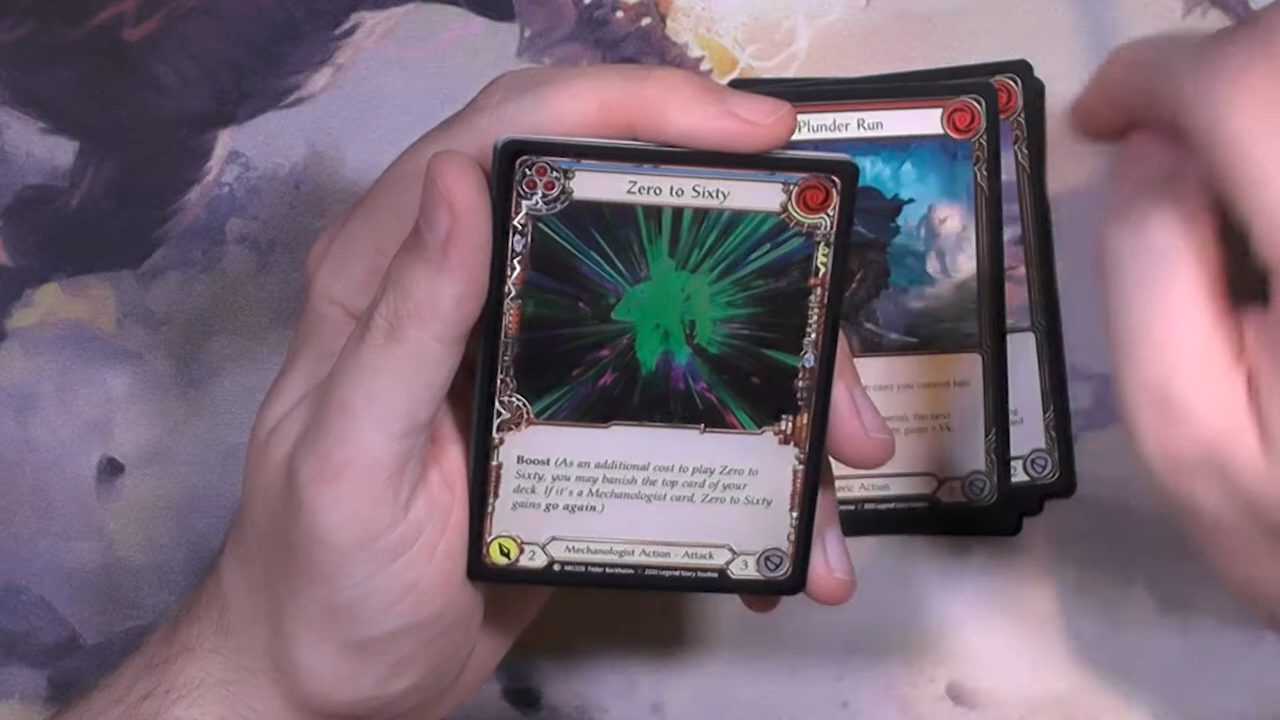 Zero to Sixty
Boost (As an additional cost to play Zero to
Sixty, you may banish the top card of your
deck. If it's a Mechanologist card, Zero to Sixty
gains go again.)
2
Mechanologist Action - Attack
3
Plunder Run
Action
2